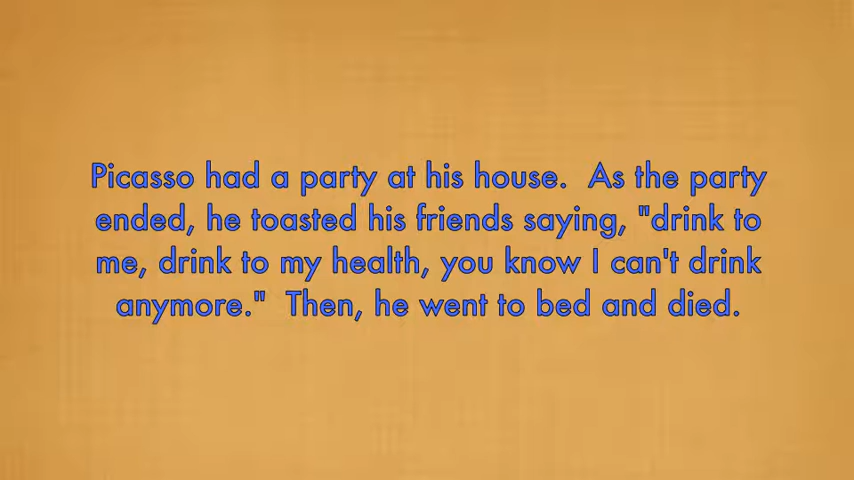 Picasso had a party at his house.  As the party
ended, he toasted his friends saying, "drink to
me, drink to my health, you know I can't drink
anymore."  Then, he went to bed and died.